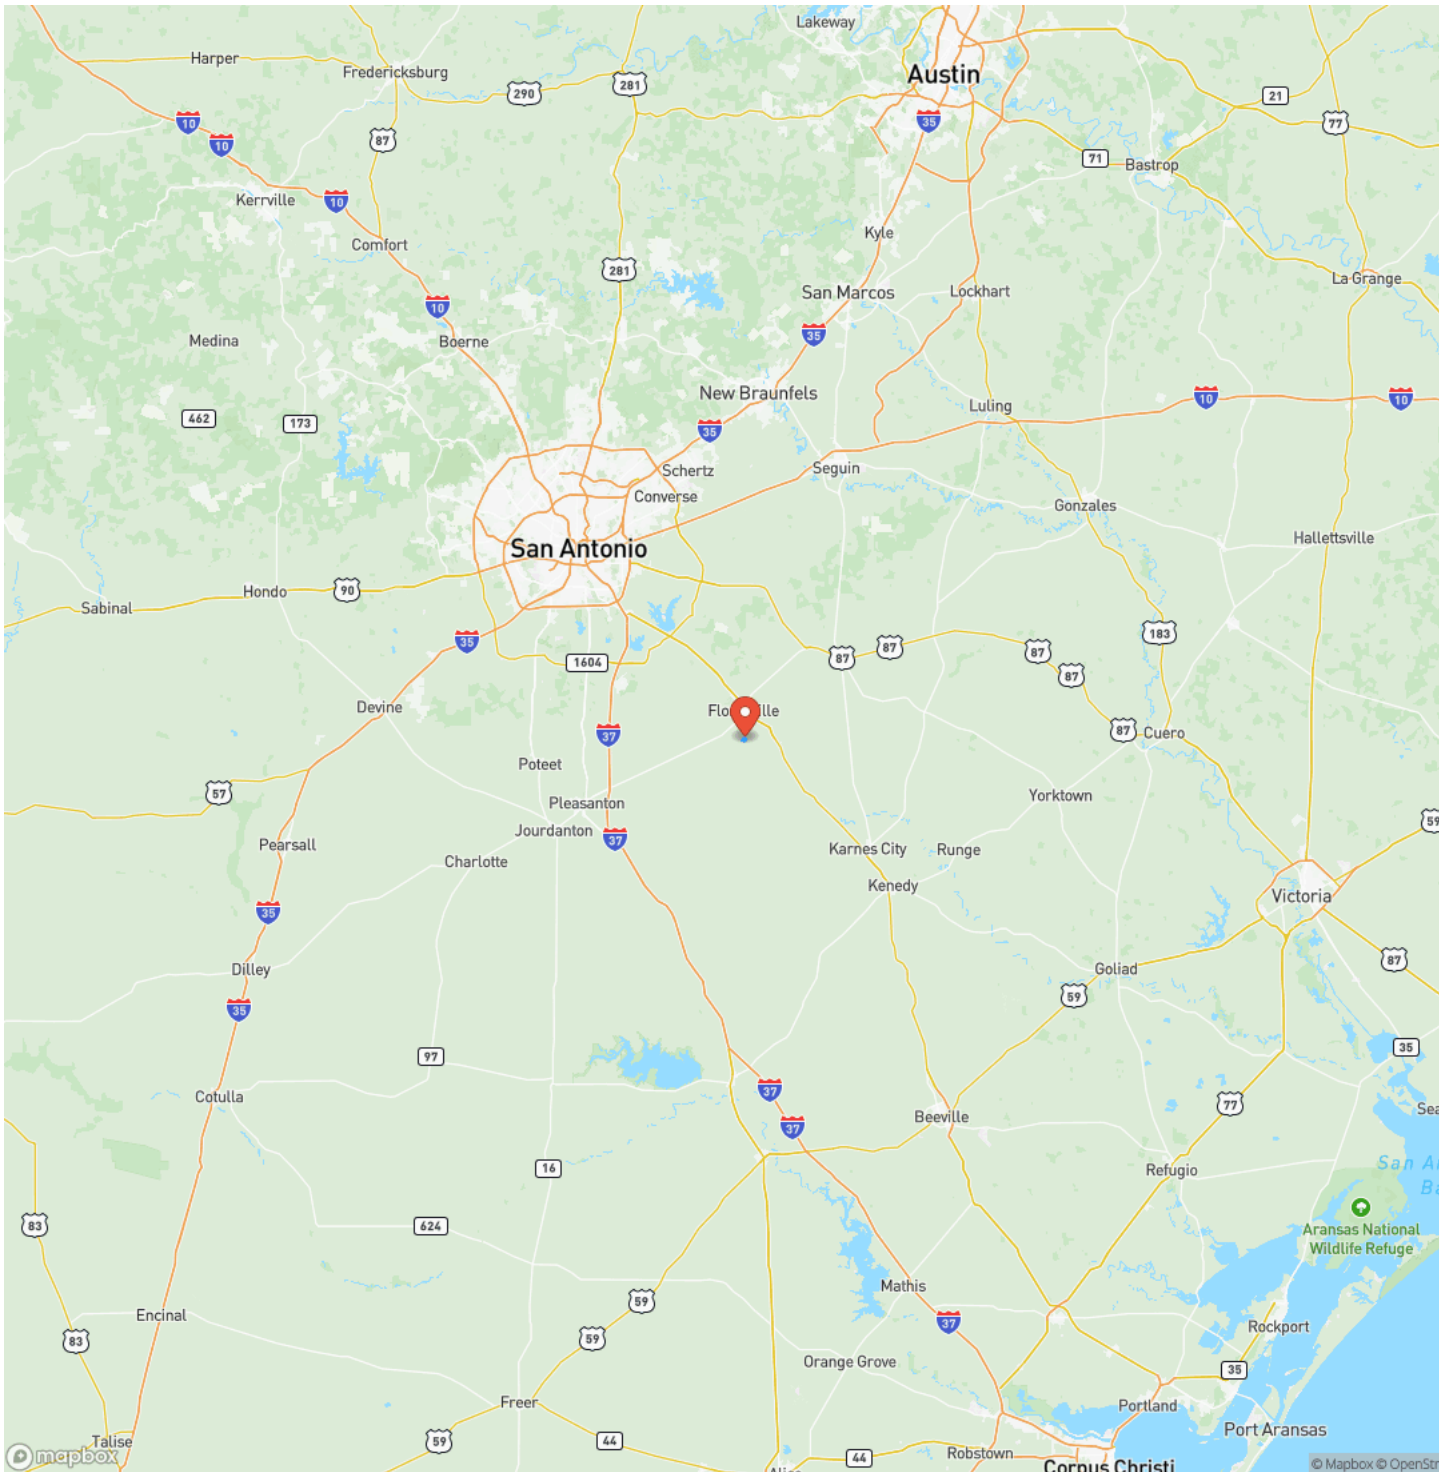 Lakeway
Harper
Fredericksburg
Austin
290
281
21
77
10
10
87
35
71
Bastrop
Kerrville
10
Kyle
Comfort
281
La Grange
San Marcos
Lockhart
10
35
Medina
Boerne
New Braunfels
10
10
Luling
462
173
35
Schertz
Seguin
Converse
Gonzales
San Antonio
Hallettsville
Hondo
90
Sabinal
35
183
87
87
87
87
1604
Devine
37
87
Cuero
Poteet
57
Pleasanton
Yorktown
59
Jourdanton
37
Pearsall
Charlotte
Karnes City
Runge
Kenedy
Victoria
35
Dilley
Goliad
87
59
35
97
35
Cotulla
37
77
Beeville
37
16
Refugio
83
624
Aransas National
Wildlife Refuge
Mathis
59
Encinal
37
Rockport
83
59
Orange Grove
35
Freer
Portland
Port Aransas
Talise
59
44
44
Robstown
Corpus Christi
mapbox
© Mapbox © OpenStr